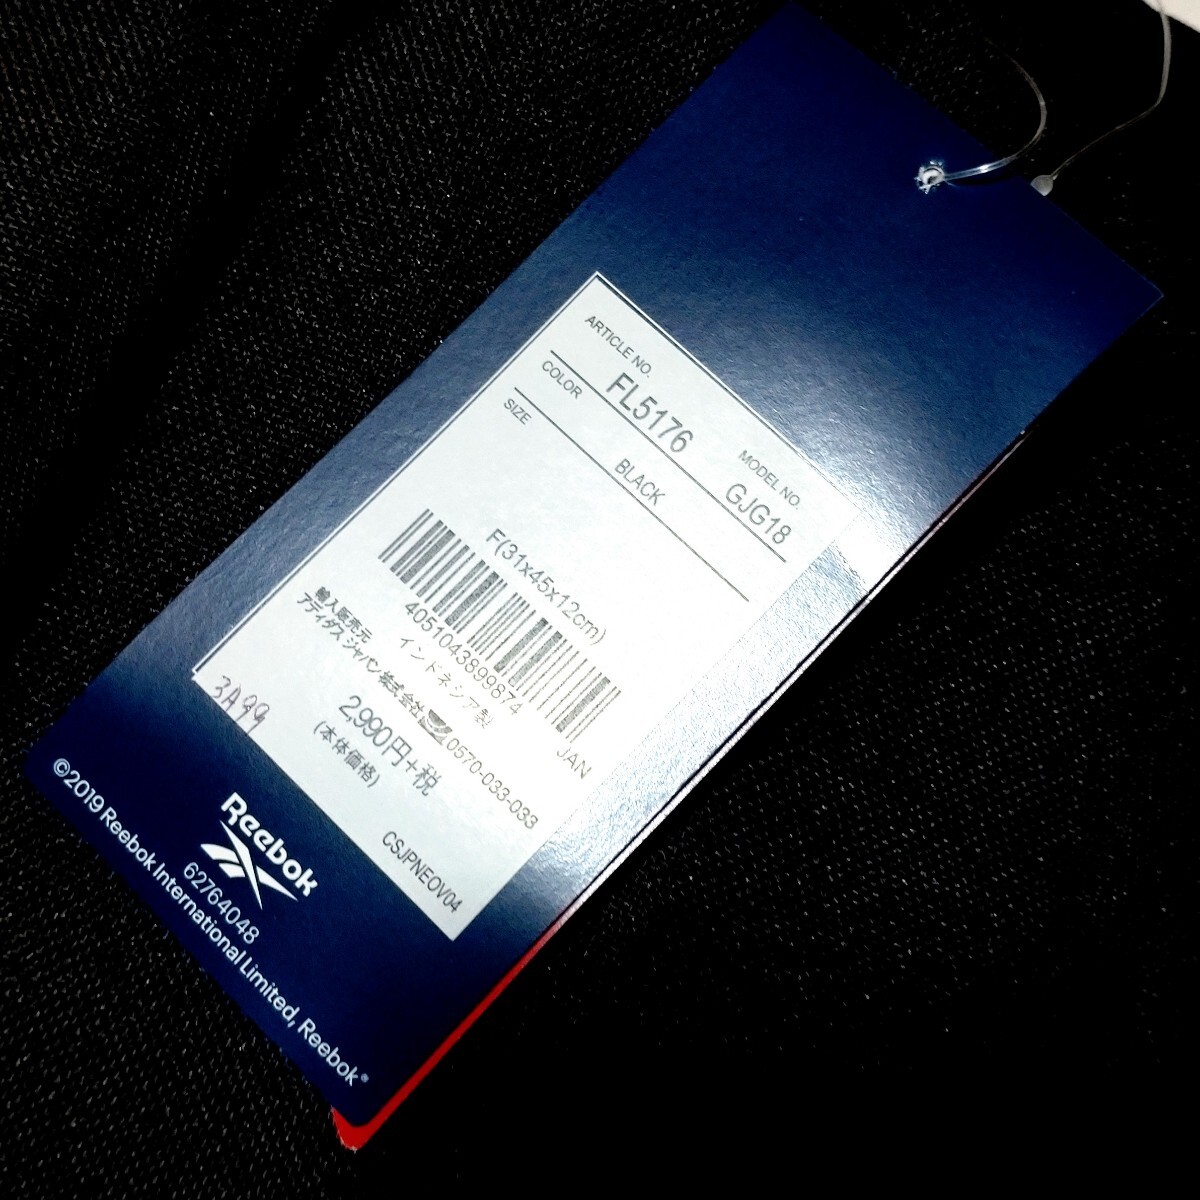 ARTICLE NO. MODEL NO.
FL5176 GJG18
COLOR
BLACK
SIZE
F(31x45x12cm)
JAN
4051043899874
インドネシア製
輸入販売元
アディダス ジャパン株式会社 0570-033-033
2,990円+税
(本体価格)
CSJPNEOV04
3A99
Reebok
62764048
©2019 Reebok International Limited, Reebok®